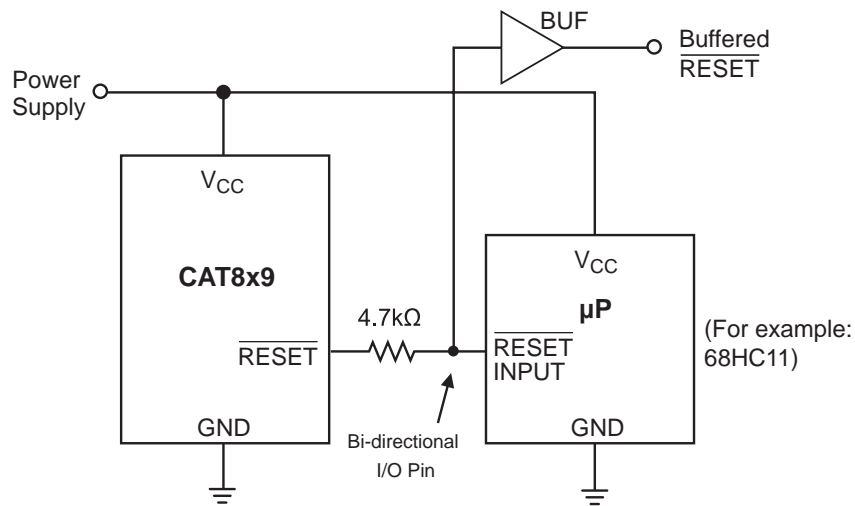 BUF
Buffered
RESET
Power
Supply
VCC
CAT8x9
RESET
GND
4.7kΩ
Bi-directional
I/O Pin
VCC
µP
RESET
INPUT
GND
(For example:
68HC11)